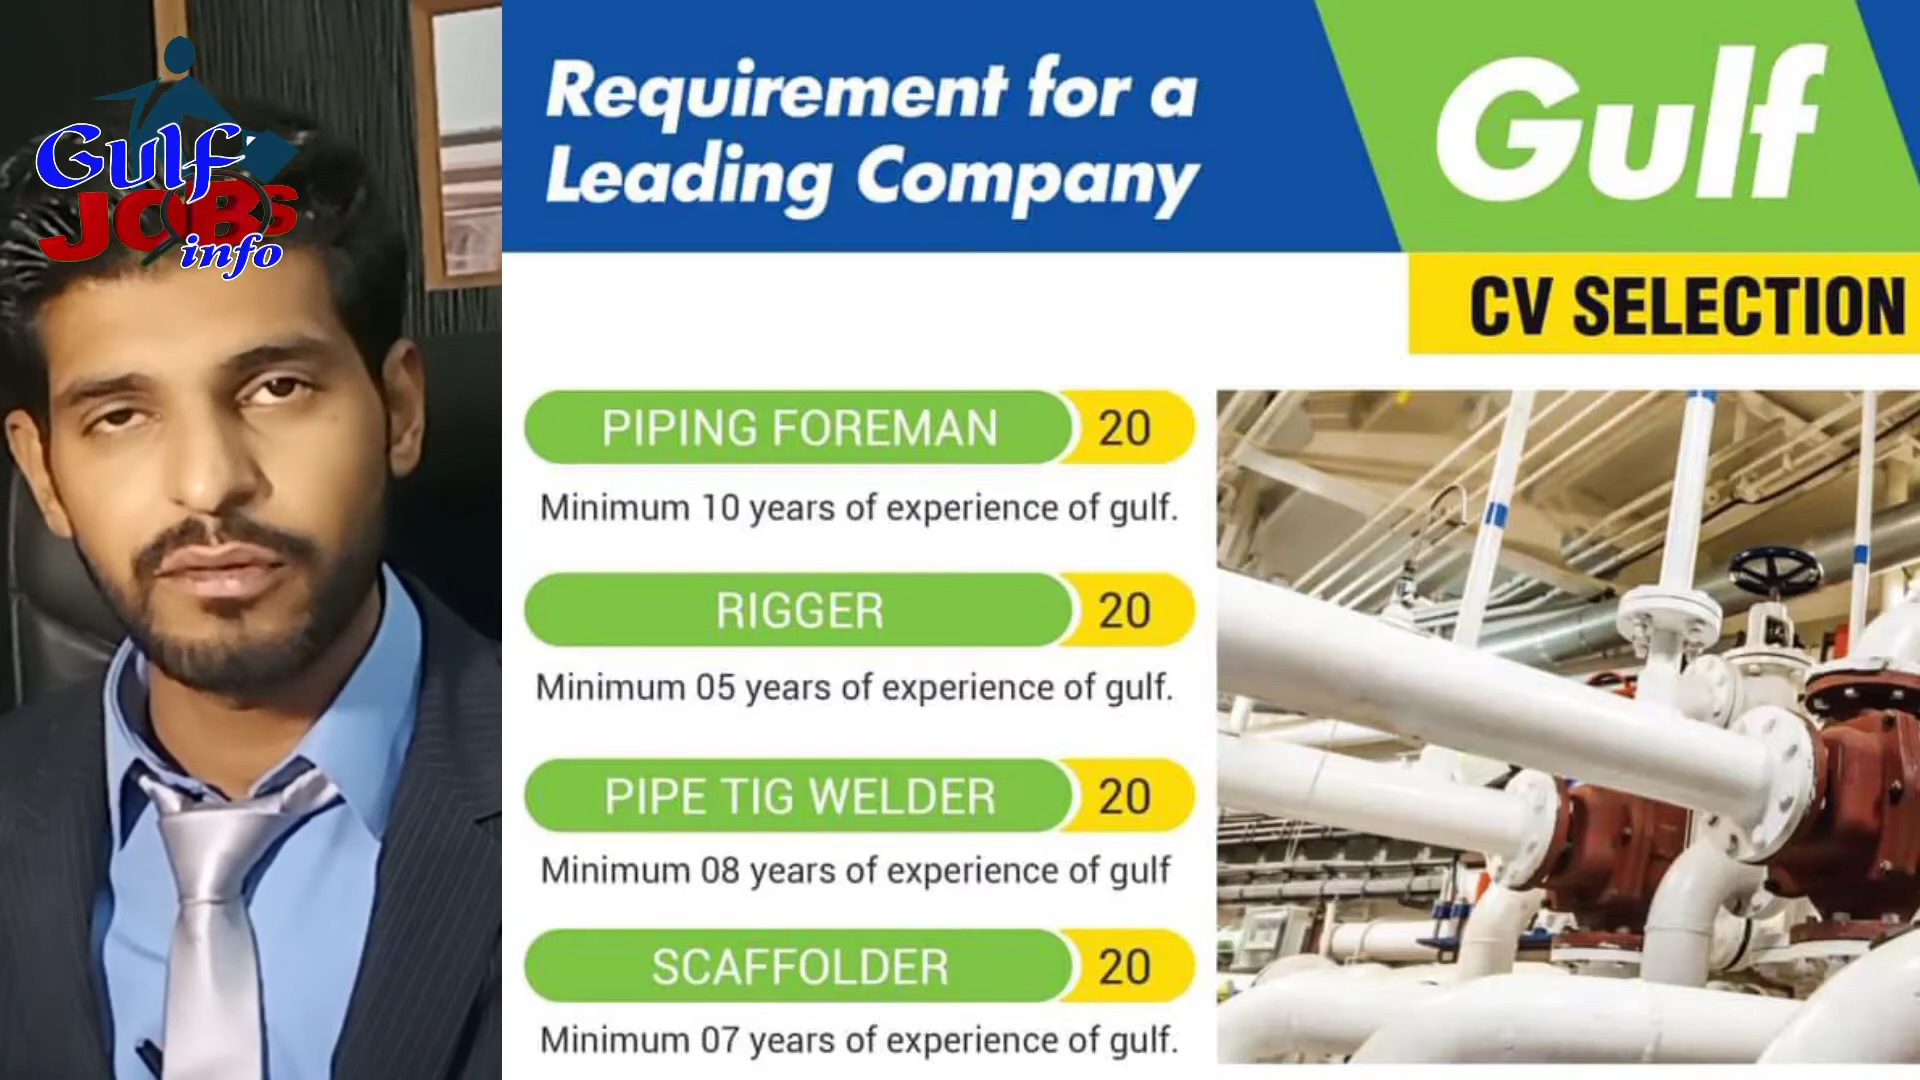 Gulf
JOBS
info
Requirement for a
Leading Company
Gulf
CV SELECTION
PIPING FOREMAN 20
Minimum 10 years of experience of gulf.
RIGGER 20
Minimum 05 years of experience of gulf.
PIPE TIG WELDER 20
Minimum 08 years of experience of gulf
SCAFFOLDER 20
Minimum 07 years of experience of gulf.